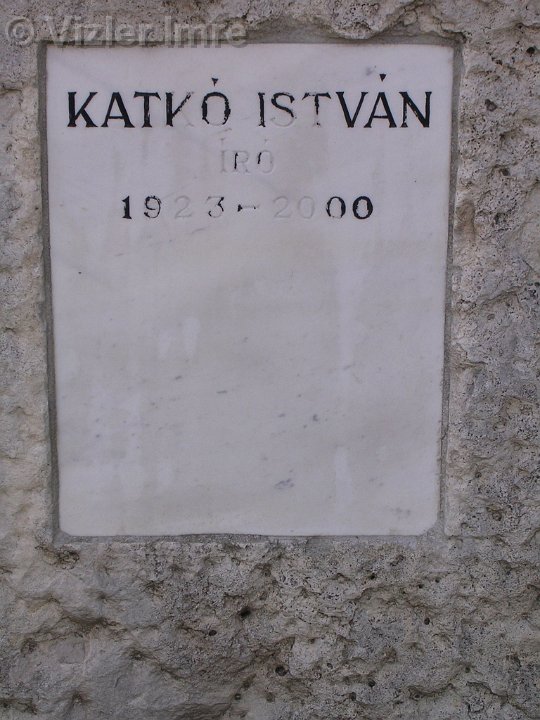 © Vizler Imre
KATKÓ ISTVÁN
ÍRÓ
1923-2000